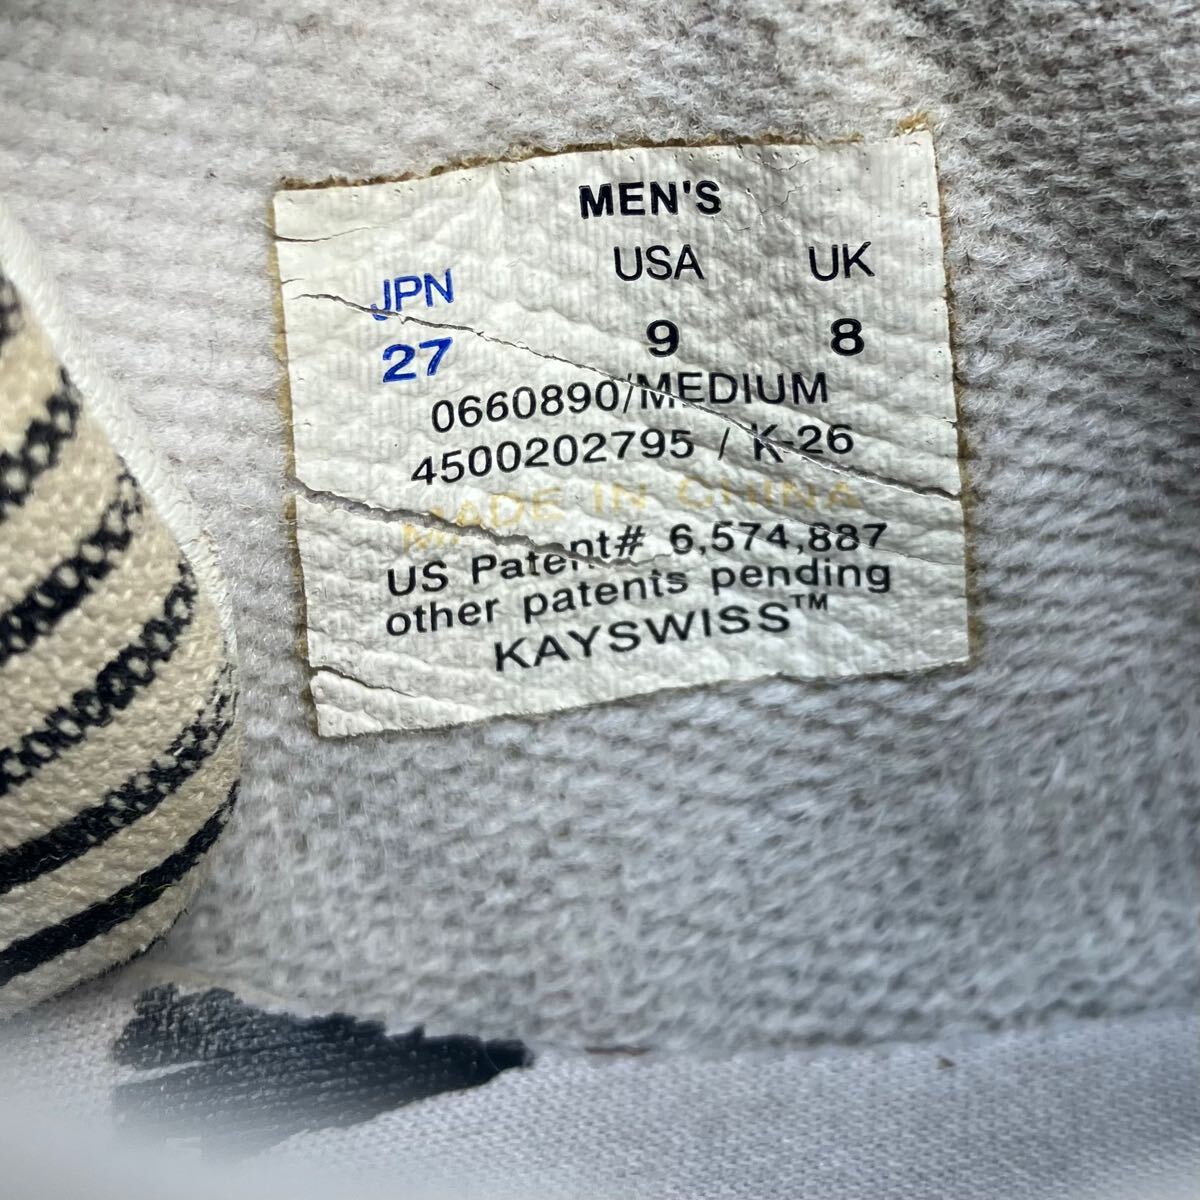 MEN'S
JPN USA UK
27 9 8
0660890/MEDIUM
4500202795 / K-26
MADE IN CHINA
US Patent# 6,574,887
other patents pending
KAYSWISS™